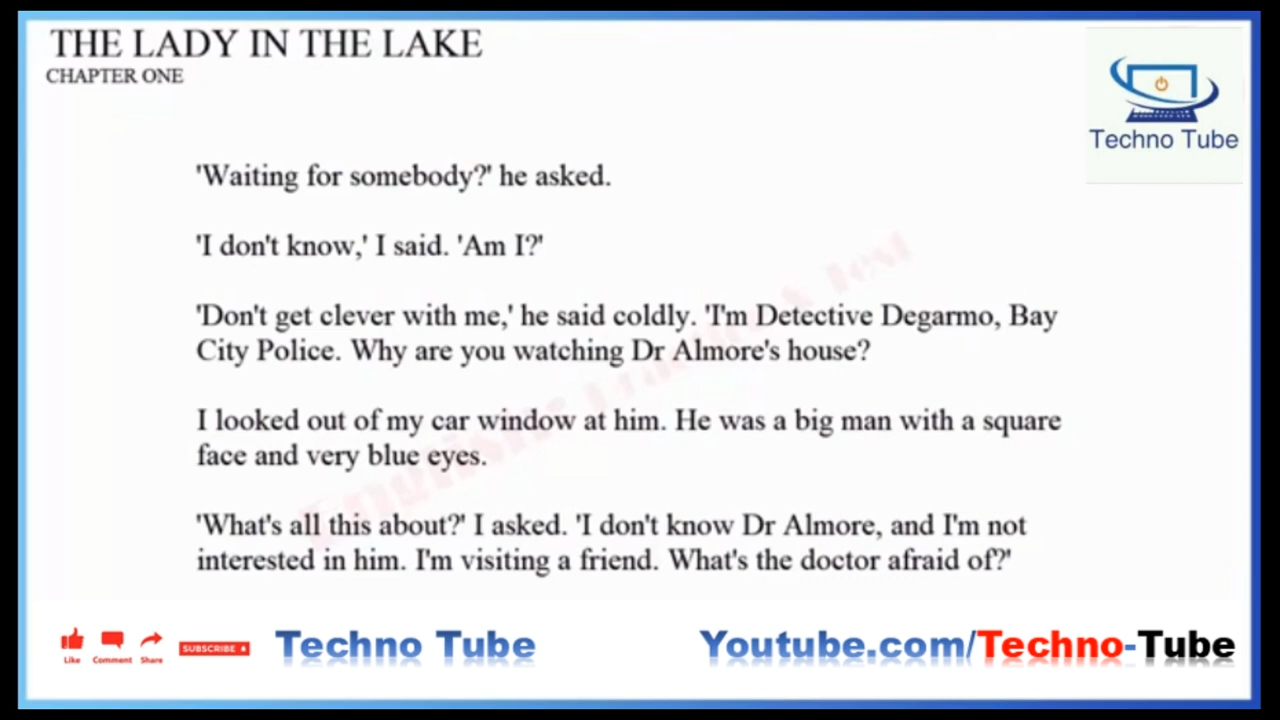 THE LADY IN THE LAKE
CHAPTER ONE
Techno Tube
'Waiting for somebody?' he asked.
'I don't know,' I said. 'Am I?'
'Don't get clever with me,' he said coldly. 'I'm Detective Degarmo, Bay
City Police. Why are you watching Dr Almore's house?
I looked out of my car window at him. He was a big man with a square
face and very blue eyes.
'What's all this about?' I asked. 'I don't know Dr Almore, and I'm not
interested in him. I'm visiting a friend. What's the doctor afraid of?'
Like Comment Share SUBSCRIBE Techno Tube Youtube.com/Techno-Tube